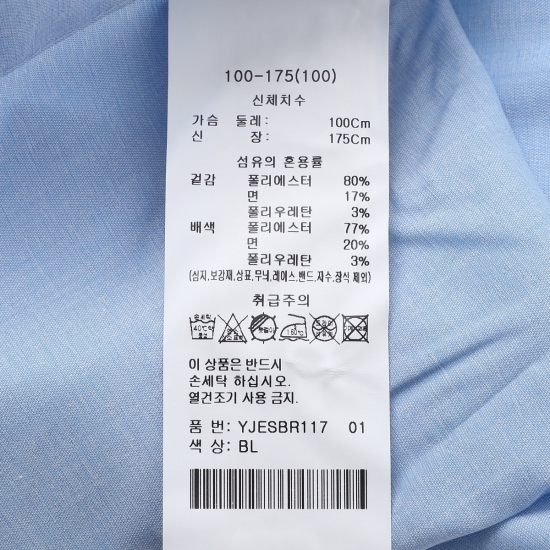 100-175(100)
신체치수
가슴 둘레: 100Cm
신 장: 175Cm
섬유의 혼용률
겉감 폴리에스터 80%
면 17%
폴리우레탄 3%
배색 폴리에스터 77%
면 20%
폴리우레탄 3%
(심지,보강재,상표,무늬,레이스,밴드,자수,장식 제외)
취급주의
40℃
160℃
이 상품은 반드시
손세탁 하십시오.
열건조기 사용 금지.
품 번: YJESBR117 01
색 상: BL